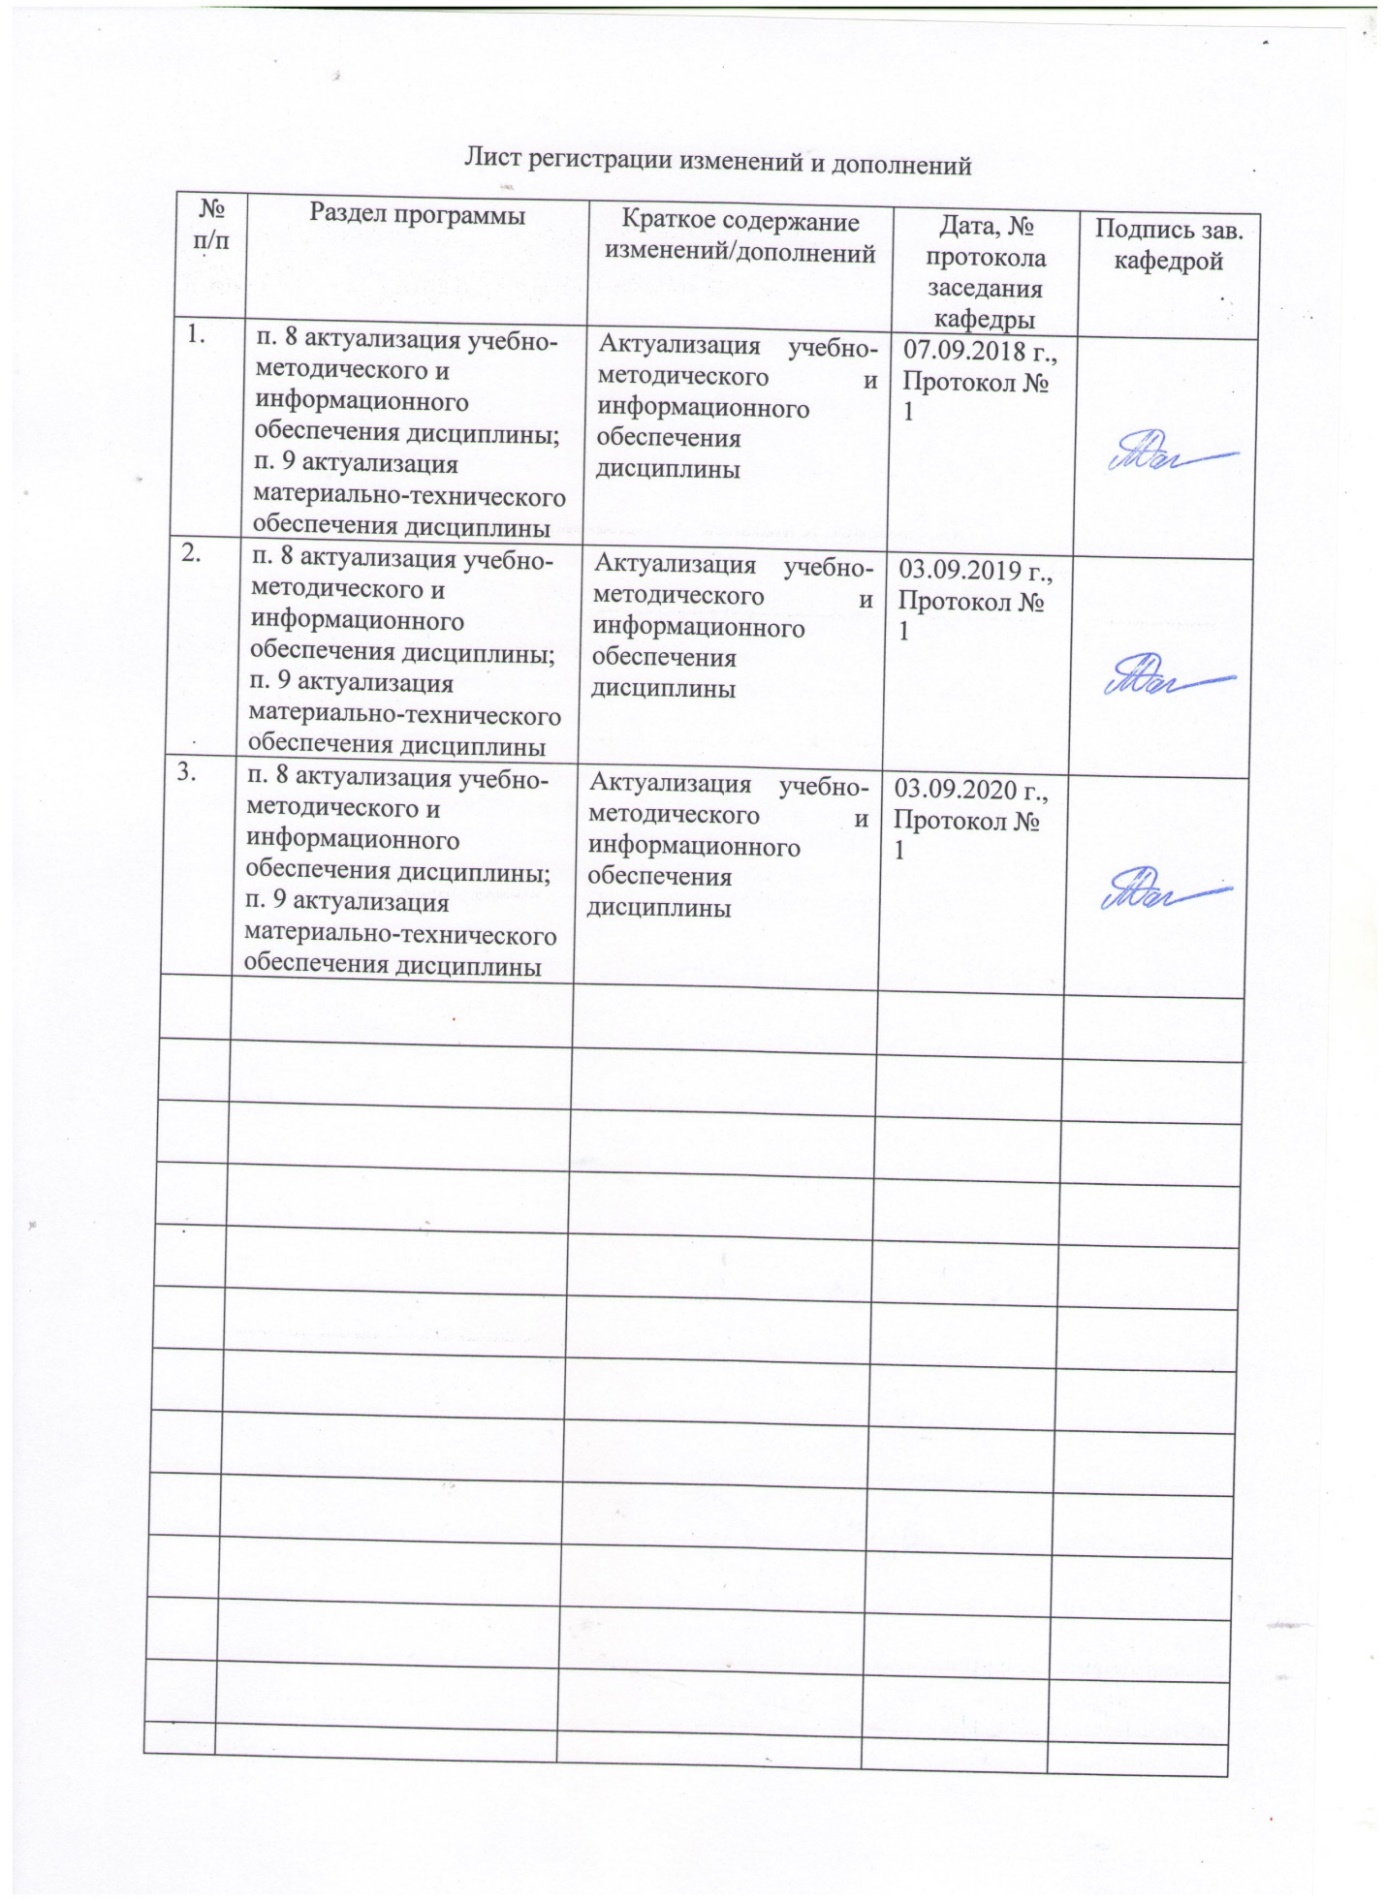 Лист регистрации изменений и дополнений
№
п/п
Раздел программы
Краткое содержание
изменений/дополнений
Дата, №
протокола
заседания
кафедры
Подпись зав.
кафедрой
1.
п. 8 актуализация учебно-
методического и
информационного
обеспечения дисциплины;
п. 9 актуализация
материально-технического
обеспечения дисциплины
Актуализация учебно-
методического и
информационного
обеспечения
дисциплины
07.09.2018 г.,
Протокол №
1
2.
п. 8 актуализация учебно-
методического и
информационного
обеспечения дисциплины;
п. 9 актуализация
материально-технического
обеспечения дисциплины
Актуализация учебно-
методического и
информационного
обеспечения
дисциплины
03.09.2019 г.,
Протокол №
1
3.
п. 8 актуализация учебно-
методического и
информационного
обеспечения дисциплины;
п. 9 актуализация
материально-технического
обеспечения дисциплины
Актуализация учебно-
методического и
информационного
обеспечения
дисциплины
03.09.2020 г.,
Протокол №
1